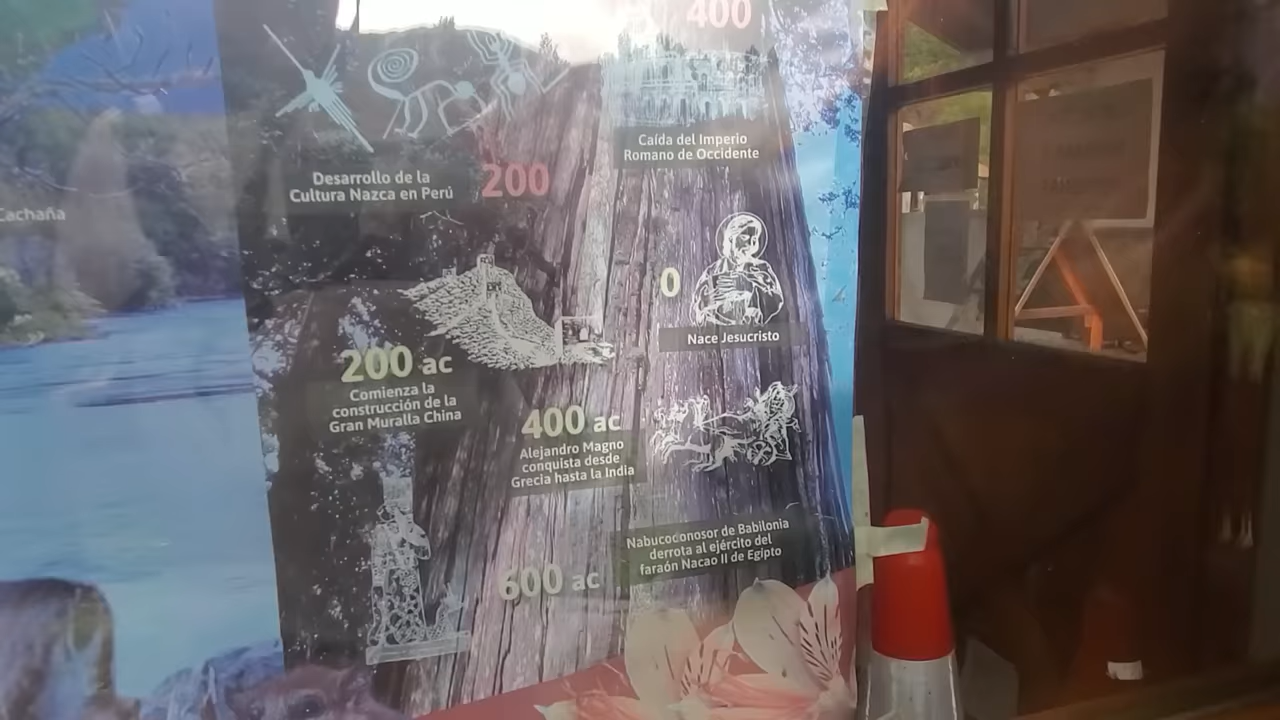 400
Caída del Imperio
Romano de Occidente
Desarrollo de la
Cultura Nazca en Perú
200
Cachaña
0
Nace Jesucristo
200 ac
Comienza la
construcción de la
Gran Muralla China
400 ac
Alejandro Magno
conquista desde
Grecia hasta la India
Nabucodonosor de Babilonia
derrota al ejército del
faraón Nacao II de Egipto
600 ac